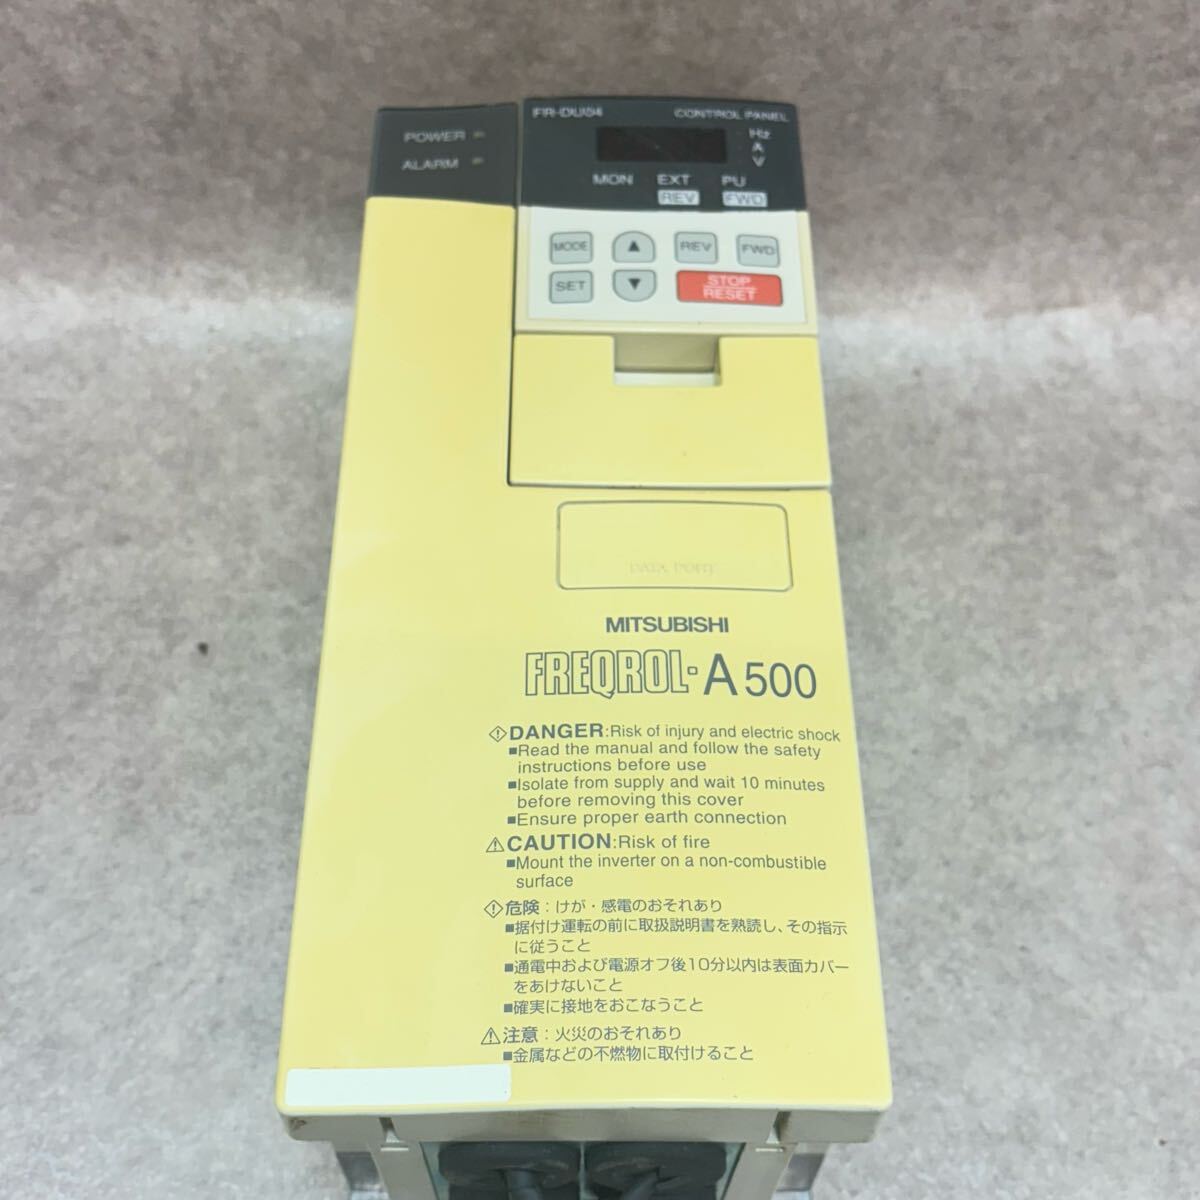 POWER
ALARM
FR-DU04 CONTROL PANEL
Hz
A
V
MON EXT PU
REV FWD
MODE ▲ REV FWD
SET ▼ STOP
RESET
DATA PORT
MITSUBISHI
FREQROL-A500
DANGER:Risk of injury and electric shock
■Read the manual and follow the safety
instructions before use
■Isolate from supply and wait 10 minutes
before removing this cover
■Ensure proper earth connection
CAUTION:Risk of fire
■Mount the inverter on a non-combustible
surface
危険：けが・感電のおそれあり
■据付け運転の前に取扱説明書を熟読し、その指示
に従うこと
■通電中および電源オフ後10分以内は表面カバー
をあけないこと
■確実に接地をおこなうこと
注意：火災のおそれあり
■金属などの不燃物に取付けること